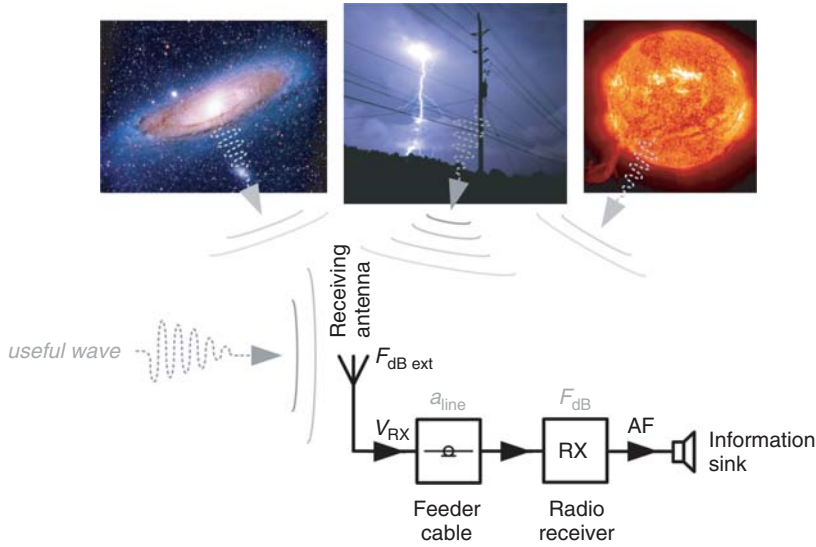 Receiving
antenna
useful wave
F_dB ext
a_line
F_dB
V_RX
RX
AF
Information
sink
Feeder
cable
Radio
receiver